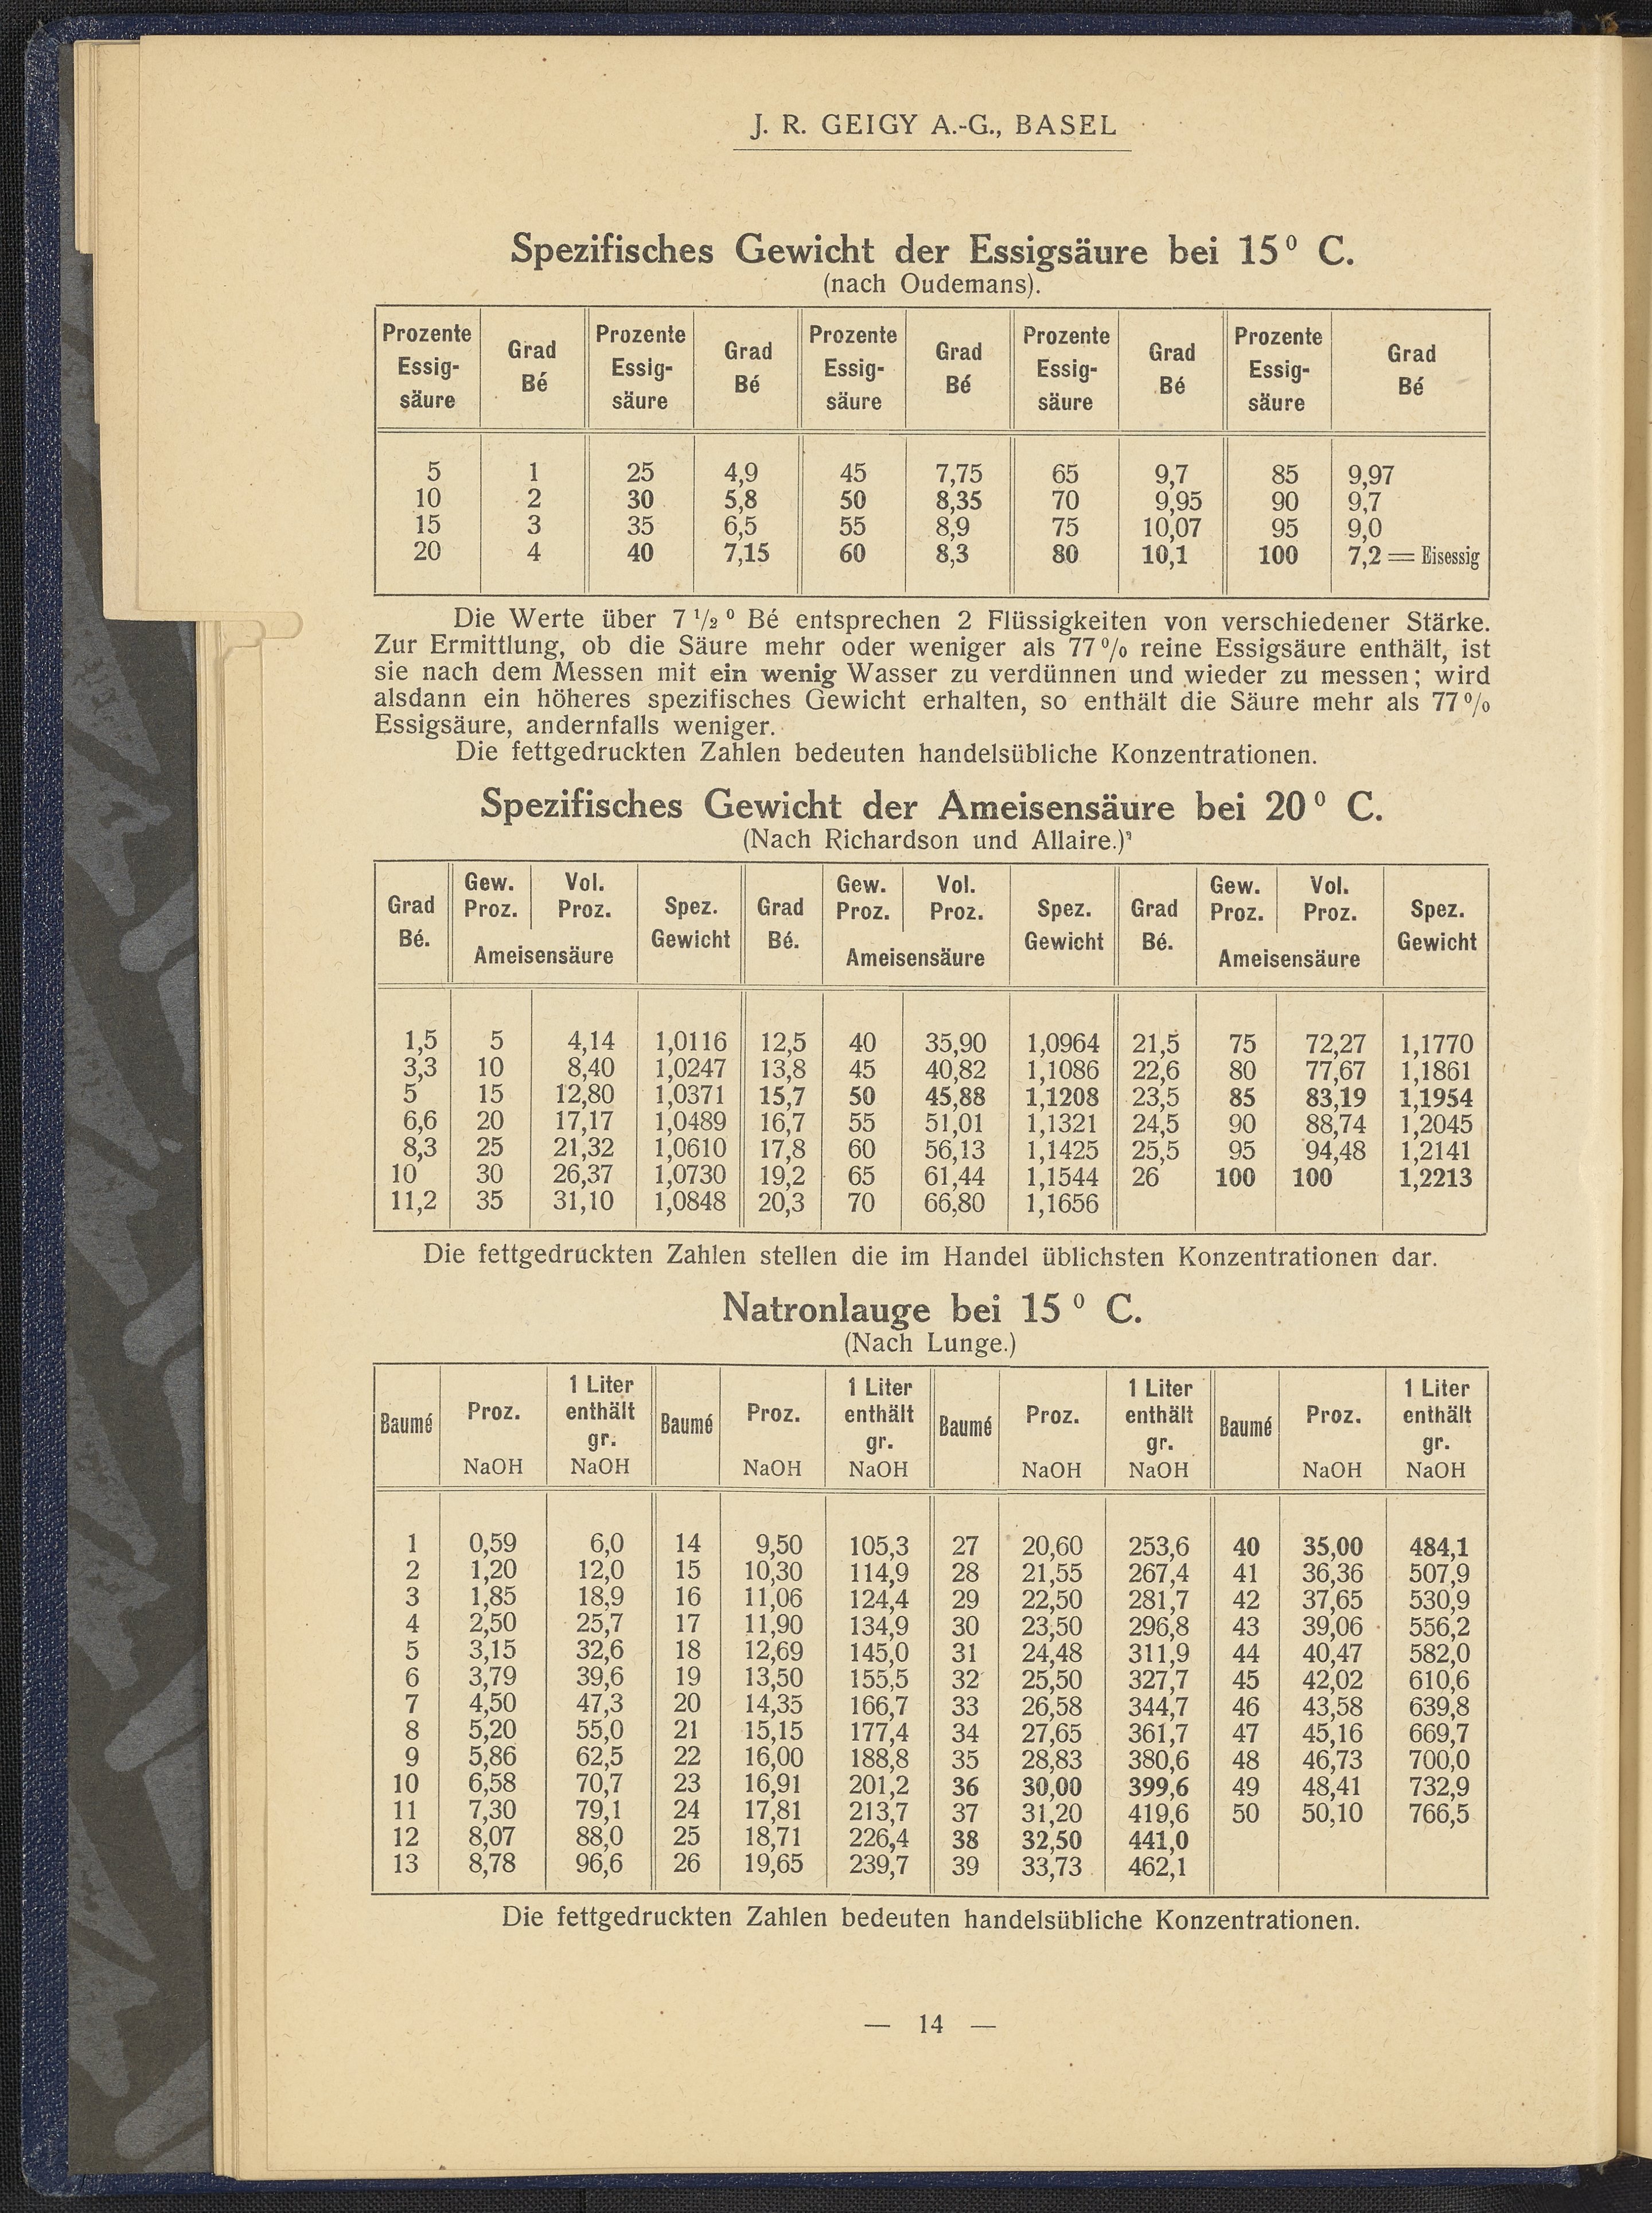 J. R. GEIGY A.-G., BASEL
Spezifisches Gewicht der Essigsäure bei 15⁰ C.
(nach Oudemans).
Prozente Essig-säure | Grad Bé | Prozente Essig-säure | Grad Bé | Prozente Essig-säure | Grad Bé | Prozente Essig-säure | Grad Bé | Prozente Essig-säure | Grad Bé
5 | 1 | 25 | 4,9 | 45 | 7,75 | 65 | 9,7 | 85 | 9,97
10 | 2 | 30 | 5,8 | 50 | 8,35 | 70 | 9,95 | 90 | 9,7
15 | 3 | 35 | 6,5 | 55 | 8,9 | 75 | 10,07 | 95 | 9,0
20 | 4 | 40 | 7,15 | 60 | 8,3 | 80 | 10,1 | 100 | 7,2 = Eisessig
Die Werte über 7 1/2 ⁰ Bé entsprechen 2 Flüssigkeiten von verschiedener Stärke.
Zur Ermittlung, ob die Säure mehr oder weniger als 77 % reine Essigsäure enthält, ist
sie nach dem Messen mit ein wenig Wasser zu verdünnen und wieder zu messen; wird
alsdann ein höheres spezifisches Gewicht erhalten, so enthält die Säure mehr als 77 %
Essigsäure, andernfalls weniger.
Die fettgedruckten Zahlen bedeuten handelsübliche Konzentrationen.
Spezifisches Gewicht der Ameisensäure bei 20⁰ C.
(Nach Richardson und Allaire.)
Grad Bé. | Gew. Proz. | Vol. Proz. Ameisensäure | Spez. Gewicht | Grad Bé. | Gew. Proz. | Vol. Proz. Ameisensäure | Spez. Gewicht | Grad Bé. | Gew. Proz. | Vol. Proz. Ameisensäure | Spez. Gewicht
1,5 | 5 | 4,14 | 1,0116 | 12,5 | 40 | 35,90 | 1,0964 | 21,5 | 75 | 72,27 | 1,1770
3,3 | 10 | 8,40 | 1,0247 | 13,8 | 45 | 40,82 | 1,1086 | 22,6 | 80 | 77,67 | 1,1861
5 | 15 | 12,80 | 1,0371 | 15,7 | 50 | 45,88 | 1,1208 | 23,5 | 85 | 83,19 | 1,1954
6,6 | 20 | 17,17 | 1,0489 | 16,7 | 55 | 51,01 | 1,1321 | 24,5 | 90 | 88,74 | 1,2045
8,3 | 25 | 21,32 | 1,0610 | 17,8 | 60 | 56,13 | 1,1425 | 25,5 | 95 | 94,48 | 1,2141
10 | 30 | 26,37 | 1,0730 | 19,2 | 65 | 61,44 | 1,1544 | 26 | 100 | 100 | 1,2213
11,2 | 35 | 31,10 | 1,0848 | 20,3 | 70 | 66,80 | 1,1656
Die fettgedruckten Zahlen stellen die im Handel üblichsten Konzentrationen dar.
Natronlauge bei 15 ⁰ C.
(Nach Lunge.)
Baumé | Proz. NaOH | 1 Liter enthält gr. NaOH | Baumé | Proz. NaOH | 1 Liter enthält gr. NaOH | Baumé | Proz. NaOH | 1 Liter enthält gr. NaOH | Baumé | Proz. NaOH | 1 Liter enthält gr. NaOH
1 | 0,59 | 6,0 | 14 | 9,50 | 105,3 | 27 | 20,60 | 253,6 | 40 | 35,00 | 484,1
2 | 1,20 | 12,0 | 15 | 10,30 | 114,9 | 28 | 21,55 | 267,4 | 41 | 36,36 | 507,9
3 | 1,85 | 18,9 | 16 | 11,06 | 124,4 | 29 | 22,50 | 281,7 | 42 | 37,65 | 530,9
4 | 2,50 | 25,7 | 17 | 11,90 | 134,9 | 30 | 23,50 | 296,8 | 43 | 39,06 | 556,2
5 | 3,15 | 32,6 | 18 | 12,69 | 145,0 | 31 | 24,48 | 311,9 | 44 | 40,47 | 582,0
6 | 3,79 | 39,6 | 19 | 13,50 | 155,5 | 32 | 25,50 | 327,7 | 45 | 42,02 | 610,6
7 | 4,50 | 47,3 | 20 | 14,35 | 166,7 | 33 | 26,58 | 344,7 | 46 | 43,58 | 639,8
8 | 5,20 | 55,0 | 21 | 15,15 | 177,4 | 34 | 27,65 | 361,7 | 47 | 45,16 | 669,7
9 | 5,86 | 62,5 | 22 | 16,00 | 188,8 | 35 | 28,83 | 380,6 | 48 | 46,73 | 700,0
10 | 6,58 | 70,7 | 23 | 16,91 | 201,2 | 36 | 30,00 | 399,6 | 49 | 48,41 | 732,9
11 | 7,30 | 79,1 | 24 | 17,81 | 213,7 | 37 | 31,20 | 419,6 | 50 | 50,10 | 766,5
12 | 8,07 | 88,0 | 25 | 18,71 | 226,4 | 38 | 32,50 | 441,0
13 | 8,78 | 96,6 | 26 | 19,65 | 239,7 | 39 | 33,73 | 462,1
Die fettgedruckten Zahlen bedeuten handelsübliche Konzentrationen.
— 14 —